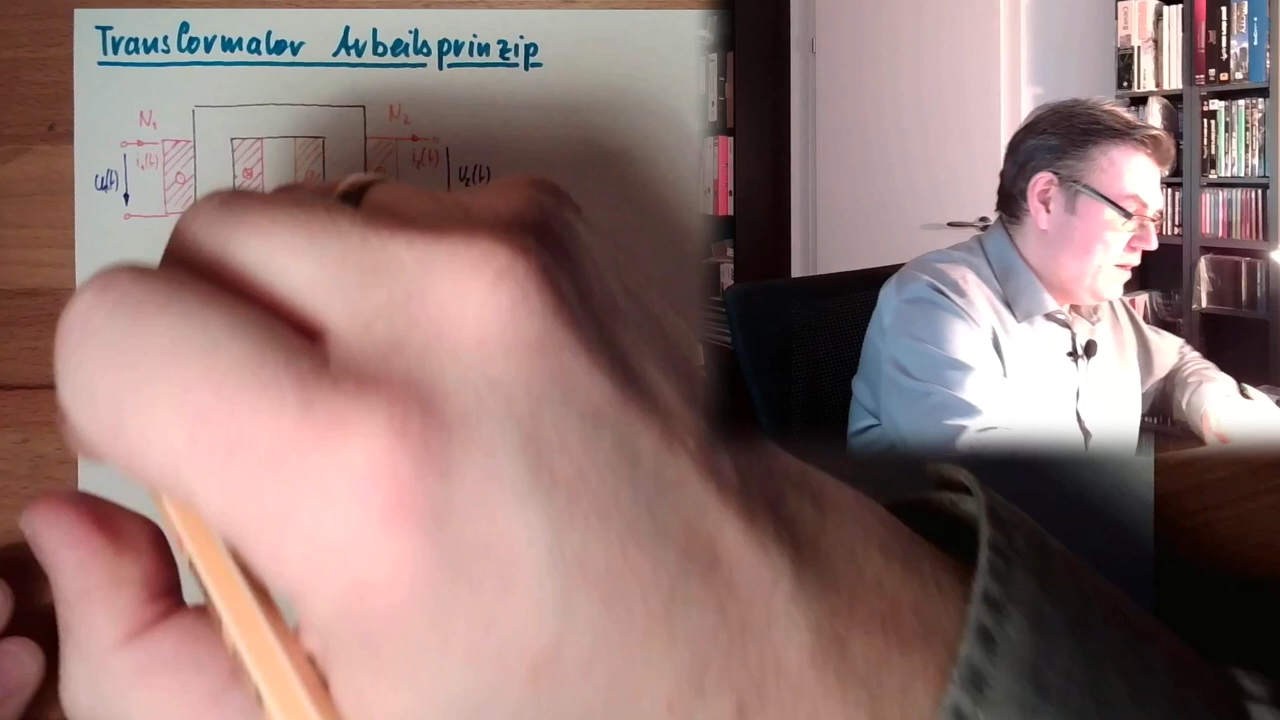 Transformator Arbeitsprinzip
N₁ N₂
i₁(t) i₂(t)
u₁(t) u₂(t)